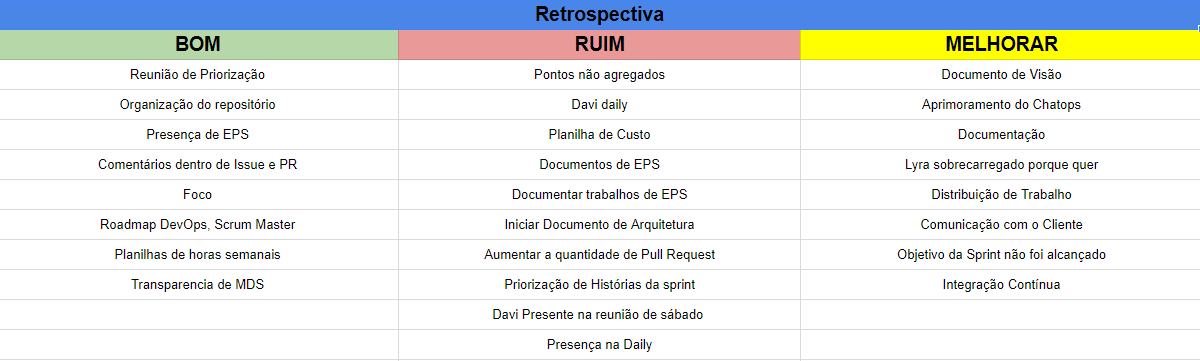 Retrospectiva
BOM RUIM MELHORAR
Reunião de Priorização Pontos não agregados Documento de Visão
Organização do repositório Davi daily Aprimoramento do Chatops
Presença de EPS Planilha de Custo Documentação
Comentários dentro de Issue e PR Documentos de EPS Lyra sobrecarregado porque quer
Foco Documentar trabalhos de EPS Distribuição de Trabalho
Roadmap DevOps, Scrum Master Iniciar Documento de Arquitetura Comunicação com o Cliente
Planilhas de horas semanais Aumentar a quantidade de Pull Request Objetivo da Sprint não foi alcançado
Transparencia de MDS Priorização de Histórias da sprint Integração Contínua
Davi Presente na reunião de sábado
Presença na Daily